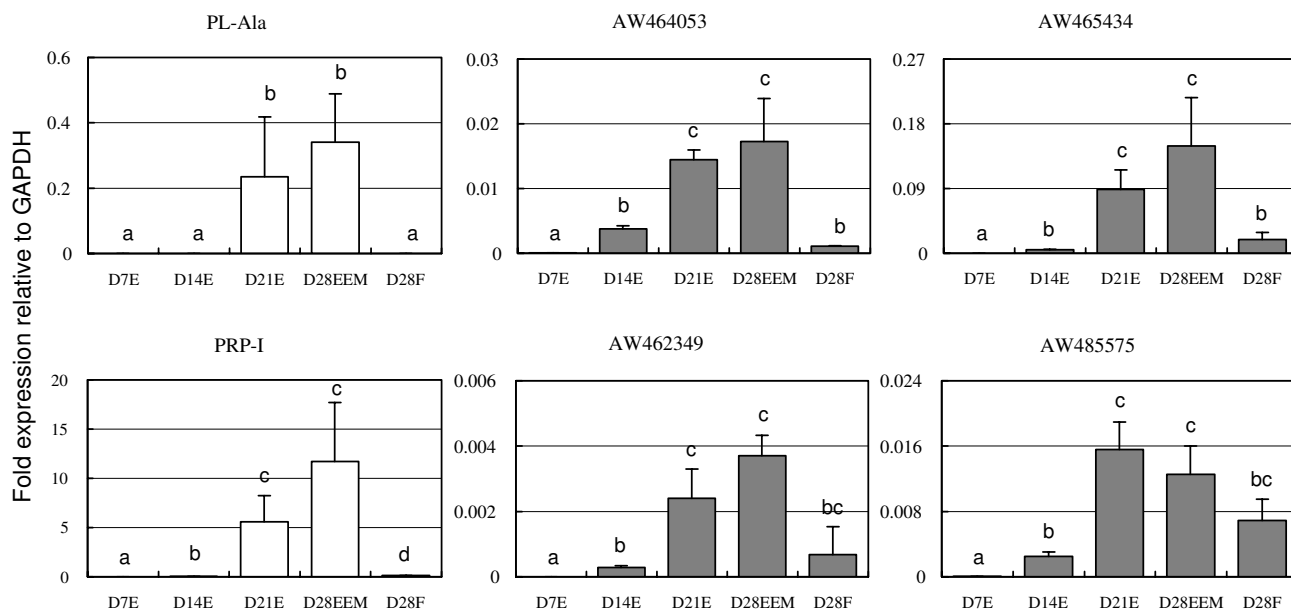 PL-Ala AW464053 AW465434
Fold expression relative to GAPDH
0.6 0.4 0.2 0
a a b b a
D7E D14E D21E D28EEM D28F
0.03 0.02 0.01 0
a b c c b
D7E D14E D21E D28EEM D28F
0.27 0.18 0.09 0
a b c c b
D7E D14E D21E D28EEM D28F
PRP-I AW462349 AW485575
20 15 10 5 0
a b c c d
D7E D14E D21E D28EEM D28F
0.006 0.004 0.002 0
a b c c bc
D7E D14E D21E D28EEM D28F
0.024 0.016 0.008 0
a b c c bc
D7E D14E D21E D28EEM D28F